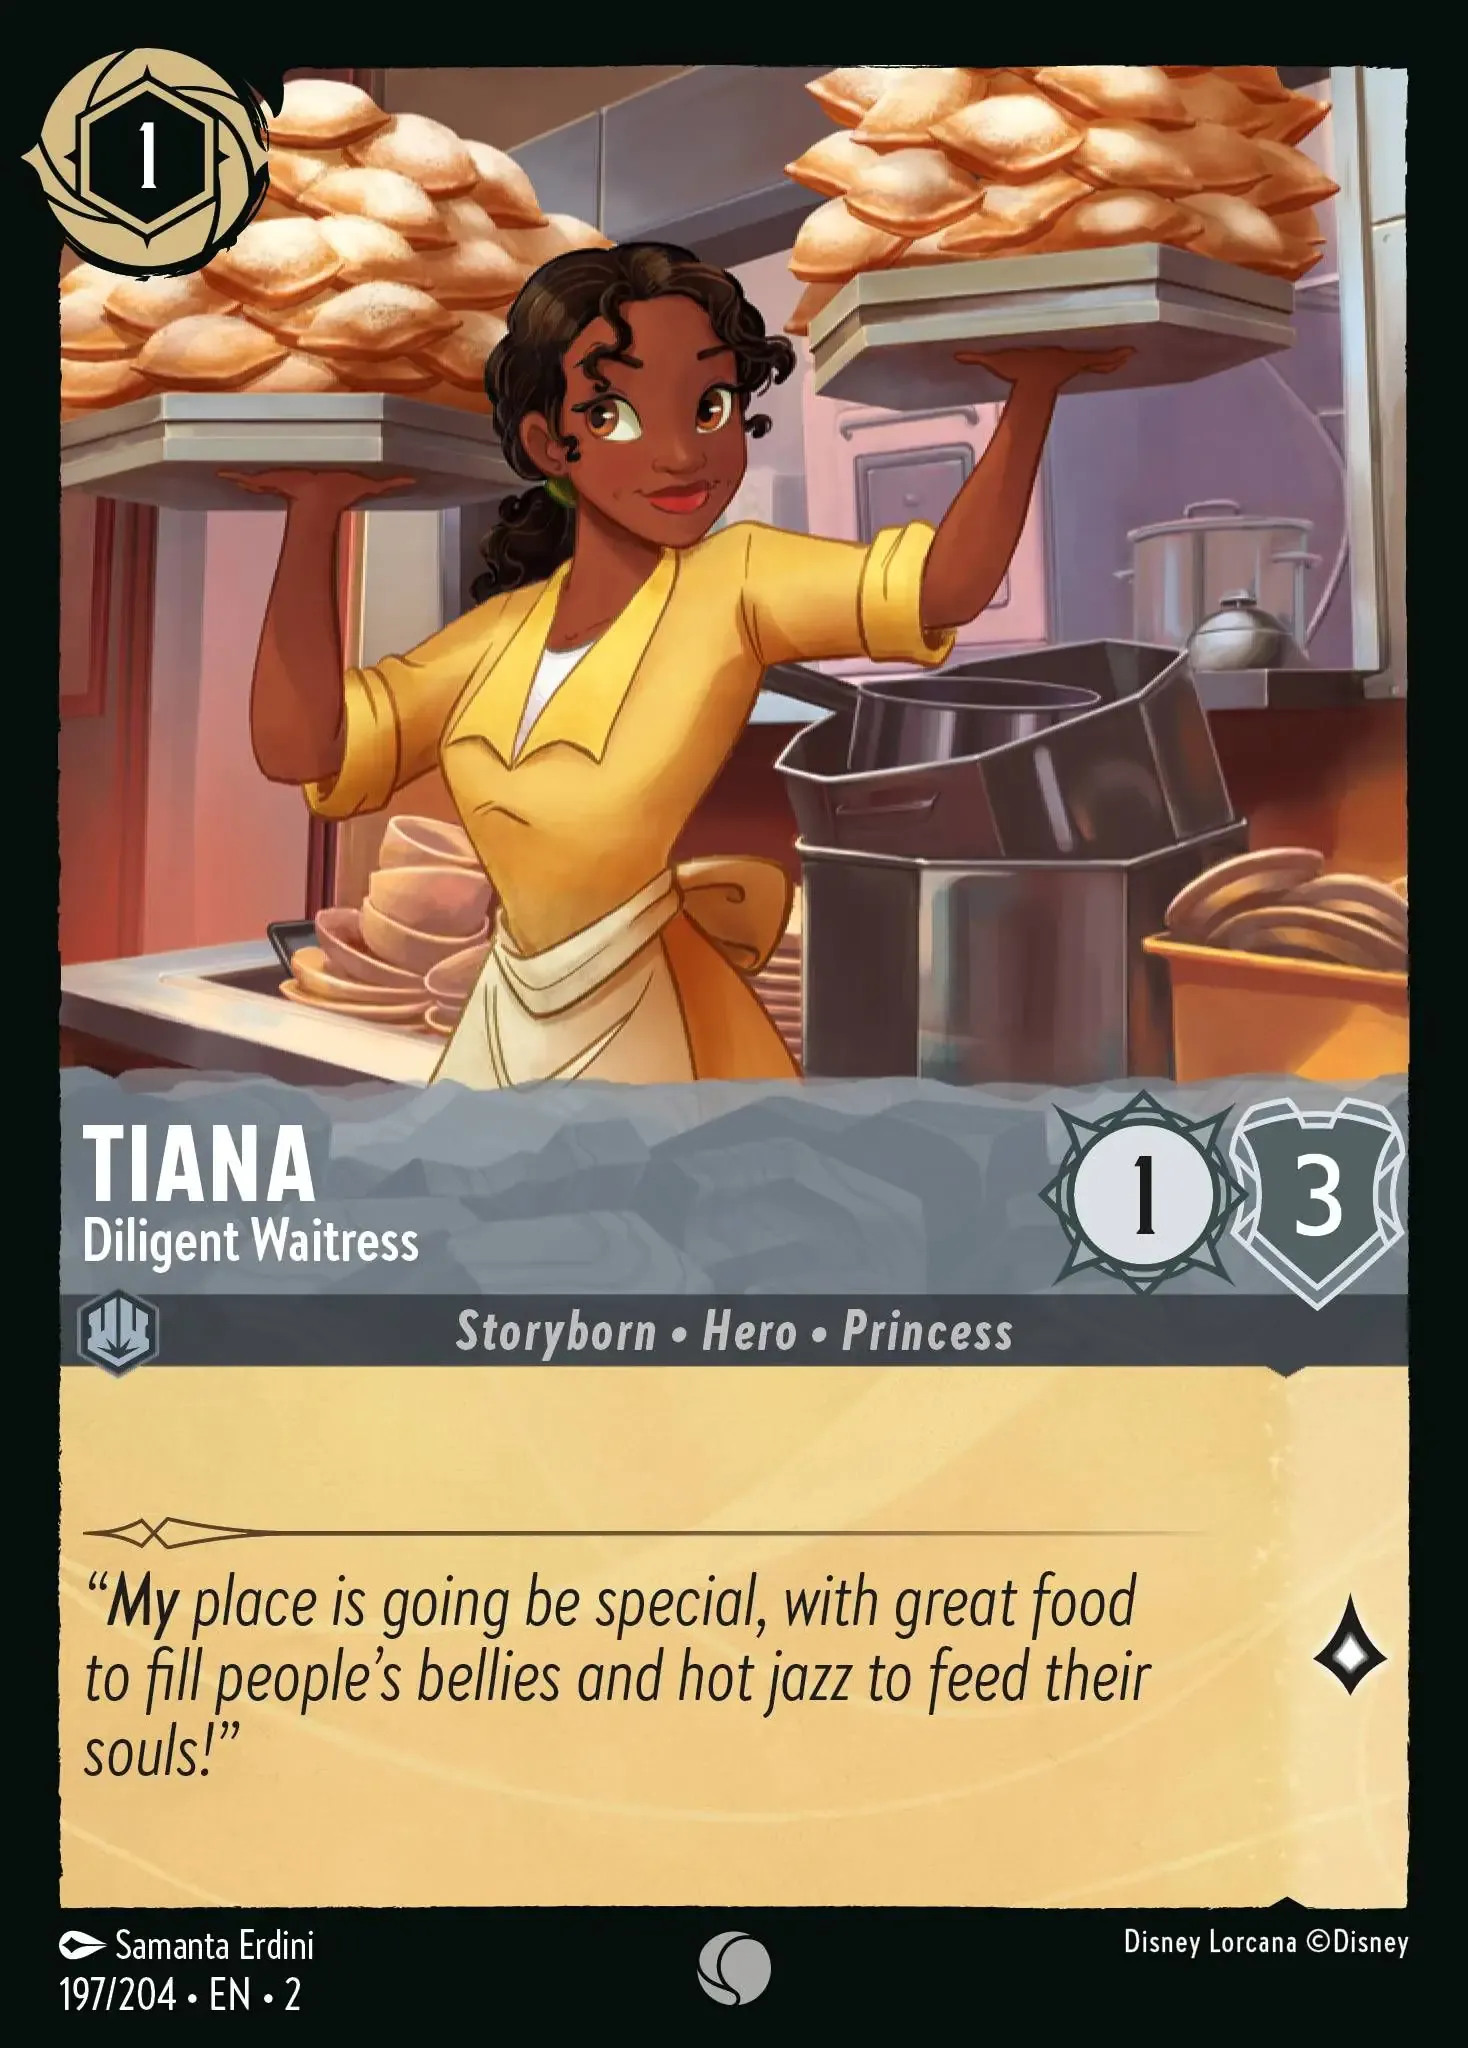 1
TIANA
Diligent Waitress
1
3
Storyborn • Hero • Princess
“My place is going be special, with great food
to fill people’s bellies and hot jazz to feed their
souls!”
Samanta Erdini
Disney Lorcana ©Disney
197/204 • EN • 2